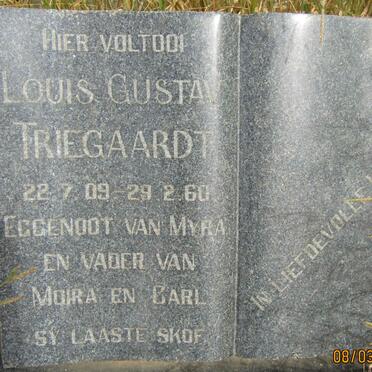 HIER VOLTOOI
LOUIS GUSTAV
TRIEGAARDT
22.7.09-29.2.60
EGGENOOT VAN MYRA
EN VADER VAN
MOIRA EN CARL
SY LAASTE SKOF
IN LIEFDEVOLLE
08/03